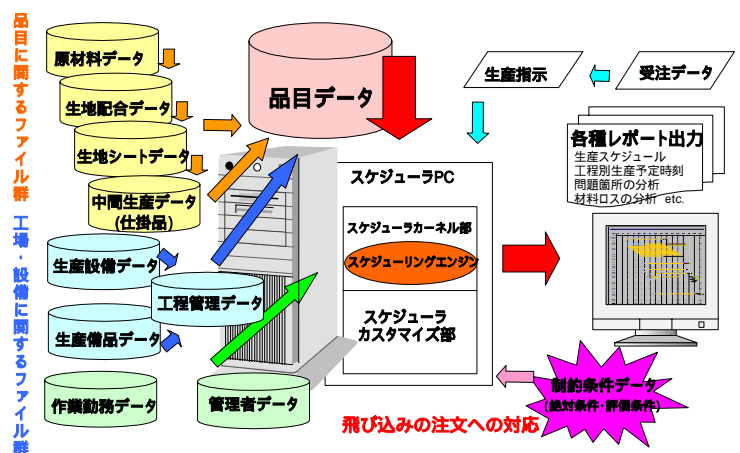 品目に関するファイル群
工場・設備に関するファイル群
原材料データ
生地配合データ
生地シートデータ
中間生産データ
(仕掛品)
生産設備データ
工程管理データ
生産備品データ
作業勤務データ
管理者データ
品目データ
スケジューラPC
スケジューラカーネル部
スケジューリングエンジン
スケジューラ
カスタマイズ部
生産指示
受注データ
各種レポート出力
生産スケジュール
工程別生産予定時刻
問題箇所の分析
材料ロスの分析 etc.
制約条件データ
(絶対条件・評価条件)
飛び込みの注文への対応